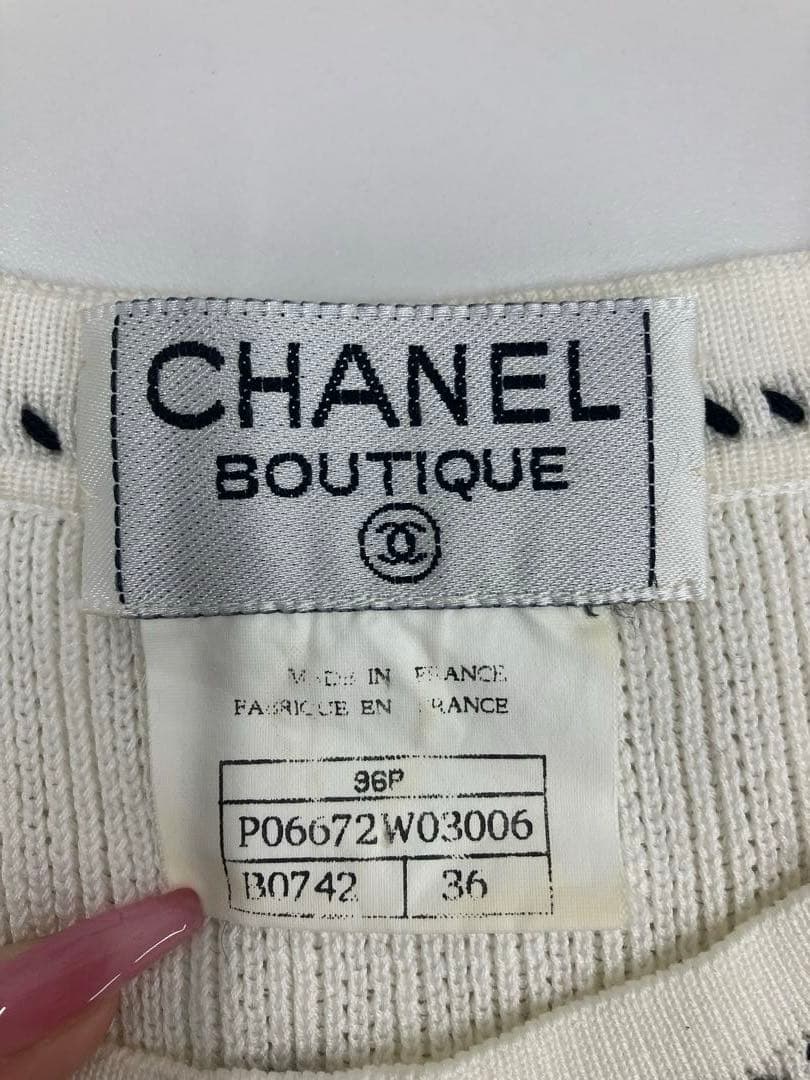 CHANEL
BOUTIQUE
MADE IN FRANCE
FABRIQUE EN FRANCE
96P
P06672W03006
B0742 36